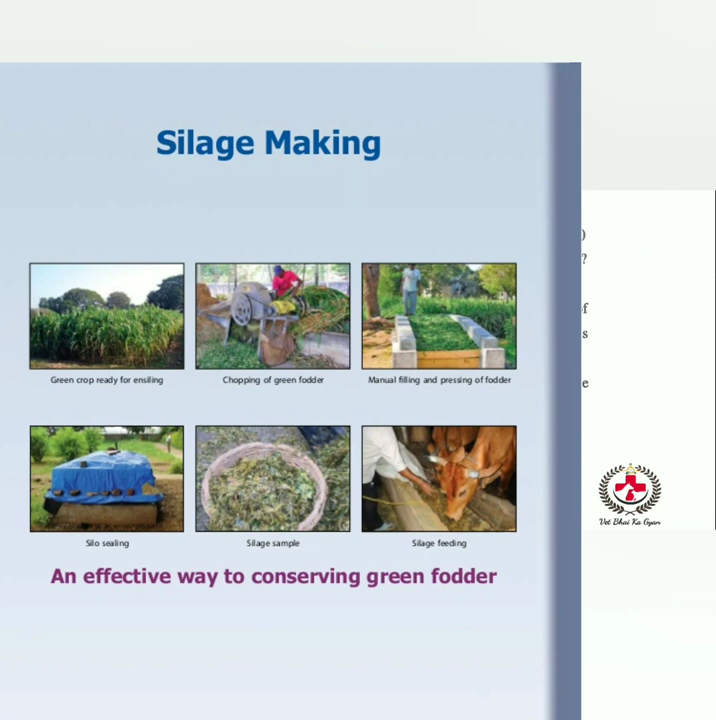 Silage Making
Green crop ready for ensiling
Chopping of green fodder
Manual filling and pressing of fodder
Silo sealing
Silage sample
Silage feeding
An effective way to conserving green fodder
)
?
f
s
e
Vet Bhai Ka Gyan